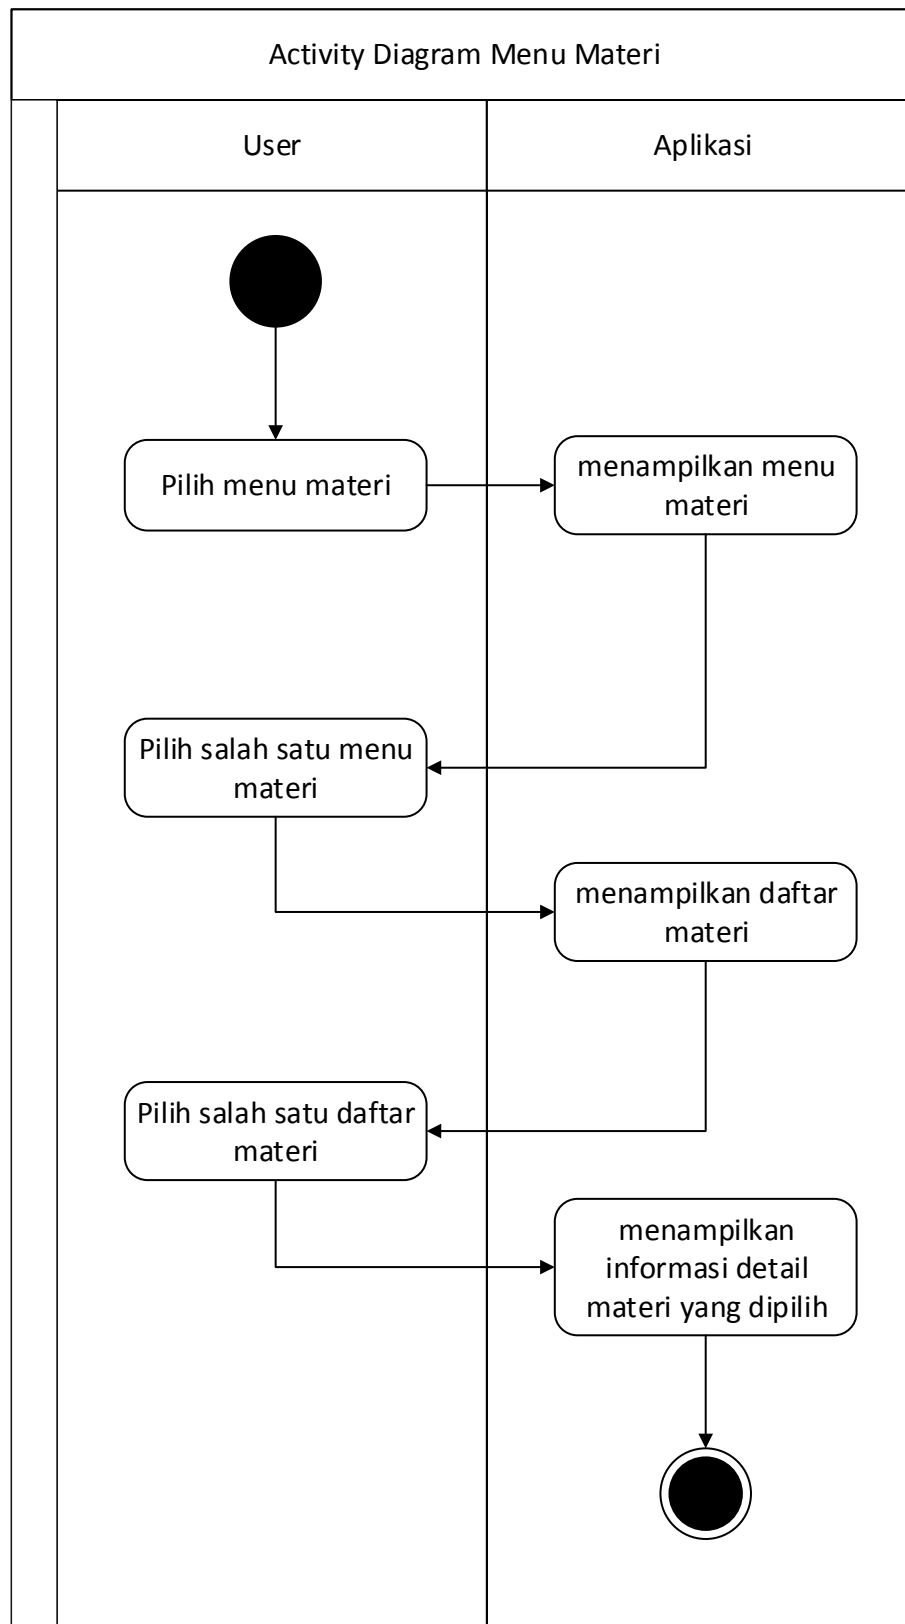 Activity Diagram Menu Materi
User
Aplikasi
Pilih menu materi
menampilkan menu
materi
Pilih salah satu menu
materi
menampilkan daftar
materi
Pilih salah satu daftar
materi
menampilkan
informasi detail
materi yang dipilih